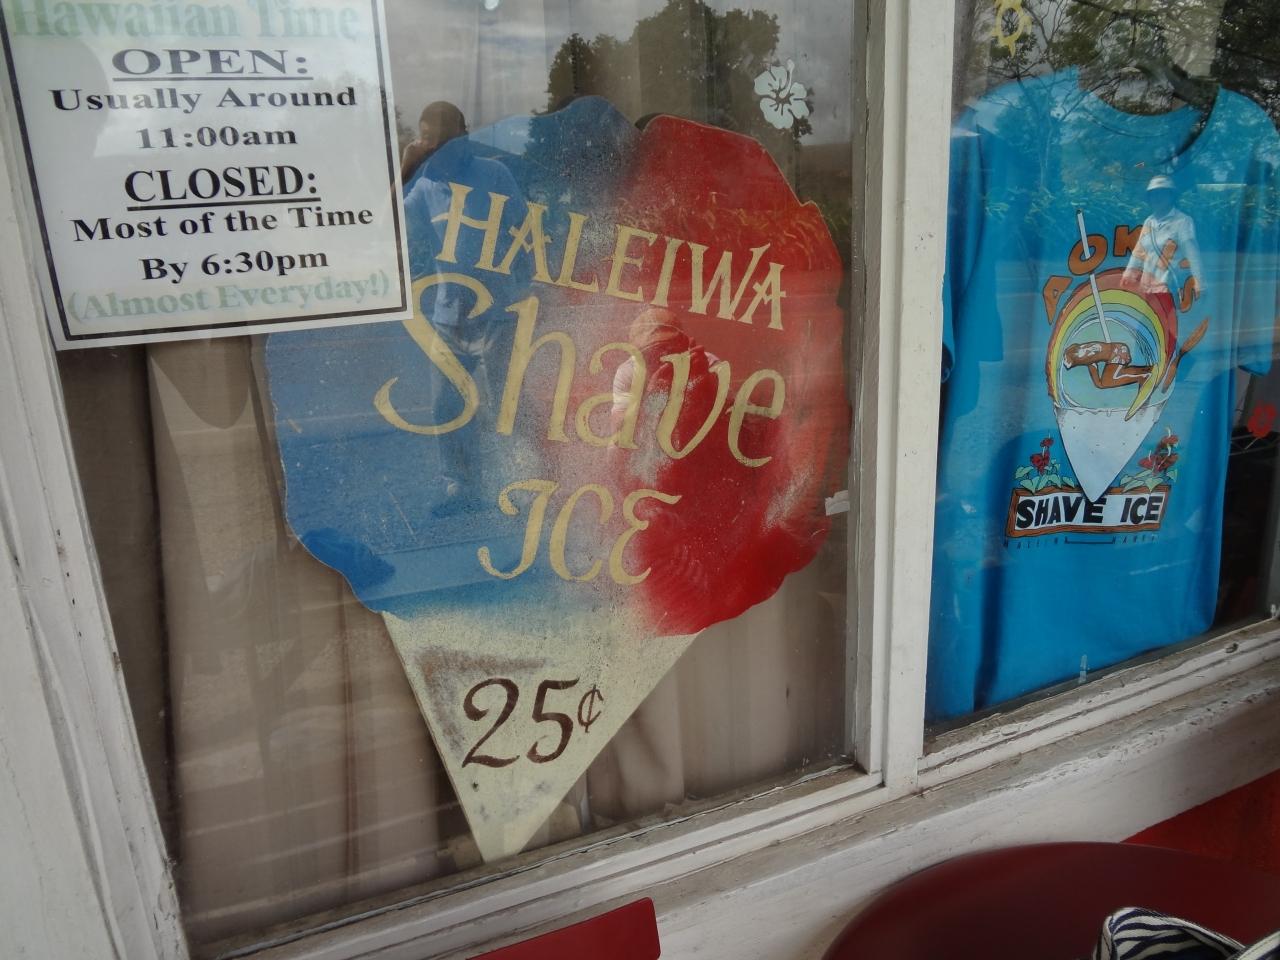 Hawaiian Time
OPEN:
Usually Around
11:00am
CLOSED:
Most of the Time
By 6:30pm
(Almost Everyday!)
HALEIWA
Shave
ICE
25¢
AOKI'S
SHAVE ICE